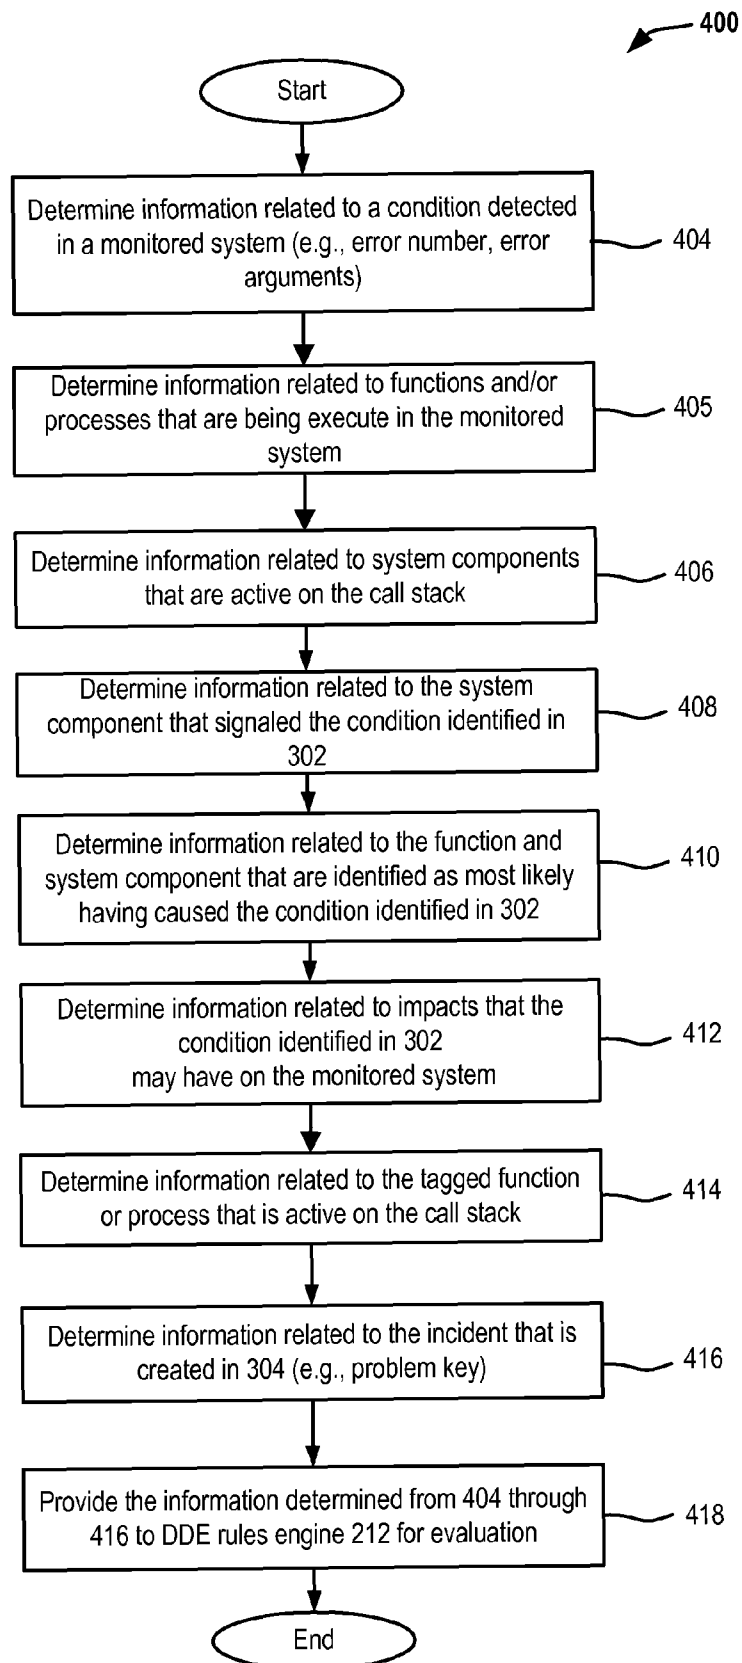 400
Start
Determine information related to a condition detected
in a monitored system (e.g., error number, error
arguments)
404
Determine information related to functions and/or
processes that are being execute in the monitored
system
405
Determine information related to system components
that are active on the call stack
406
Determine information related to the system
component that signaled the condition identified in
302
408
Determine information related to the function and
system component that are identified as most likely
having caused the condition identified in 302
410
Determine information related to impacts that the
condition identified in 302
may have on the monitored system
412
Determine information related to the tagged function
or process that is active on the call stack
414
Determine information related to the incident that is
created in 304 (e.g., problem key)
416
Provide the information determined from 404 through
416 to DDE rules engine 212 for evaluation
418
End